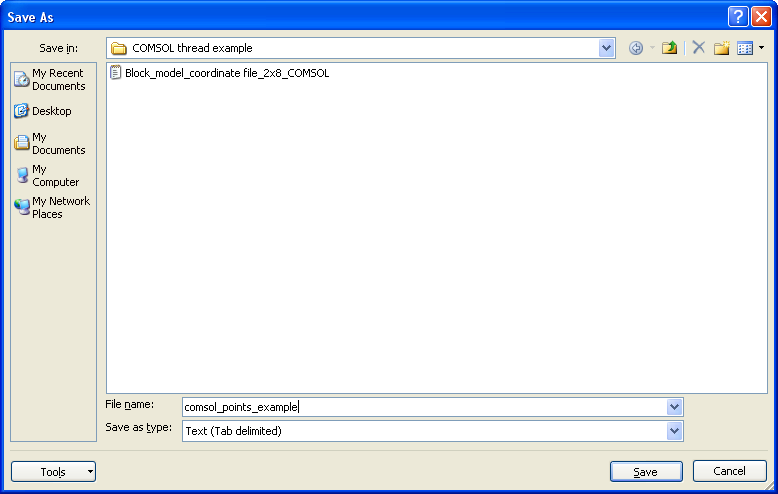 Save As
Save in:
COMSOL thread example
My Recent
Documents
Desktop
My
Documents
My
Computer
My Network
Places
Block_model_coordinate file_2x8_COMSOL
File name:
comsol_points_example
Save as type:
Text (Tab delimited)
Tools
Save
Cancel